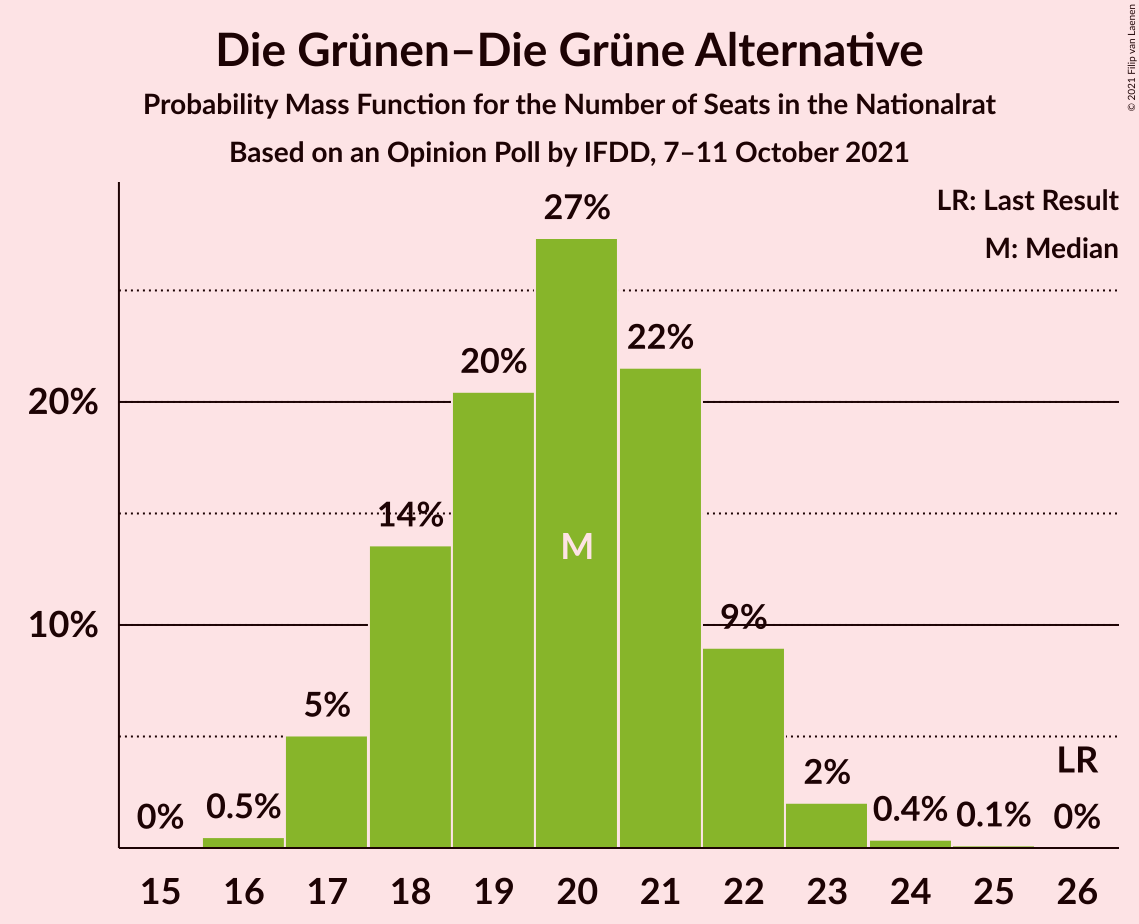 Die Grünen–Die Grüne Alternative
Probability Mass Function for the Number of Seats in the Nationalrat
Based on an Opinion Poll by IFDD, 7–11 October 2021
© 2021 Filip van Laenen
LR: Last Result
M: Median
27%
22%
20%
20%
14%
M
10%
9%
5%
LR
2%
0%
0.5%
0.4%
0.1%
0%
15 16 17 18 19 20 21 22 23 24 25 26